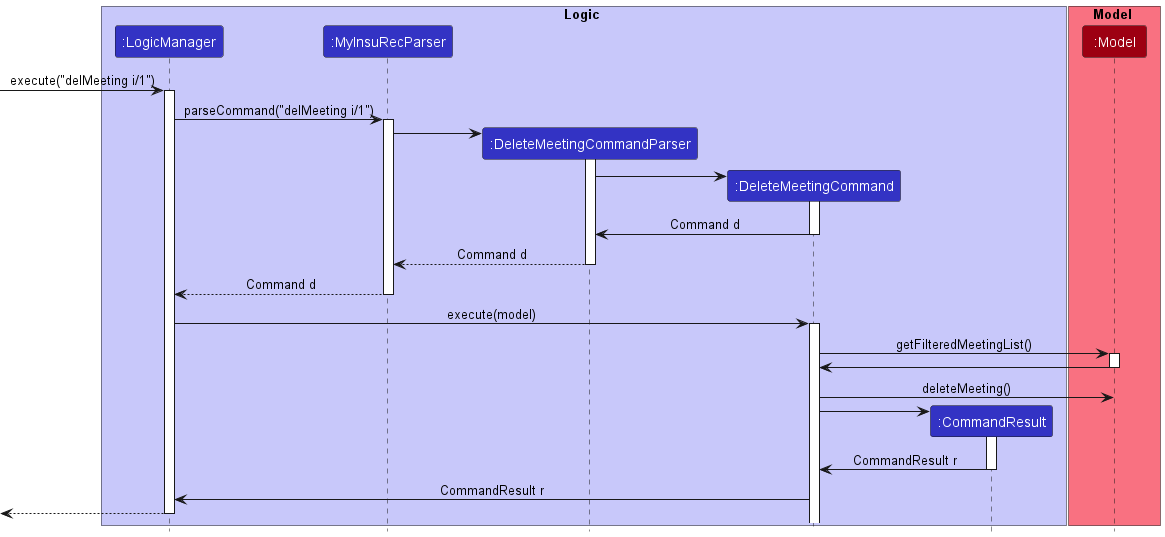 Logic
Model
:LogicManager
:MyInsuRecParser
:Model
execute("delMeeting i/1")
parseCommand("delMeeting i/1")
:DeleteMeetingCommandParser
:DeleteMeetingCommand
Command d
Command d
Command d
execute(model)
getFilteredMeetingList()
deleteMeeting()
:CommandResult
CommandResult r
CommandResult r